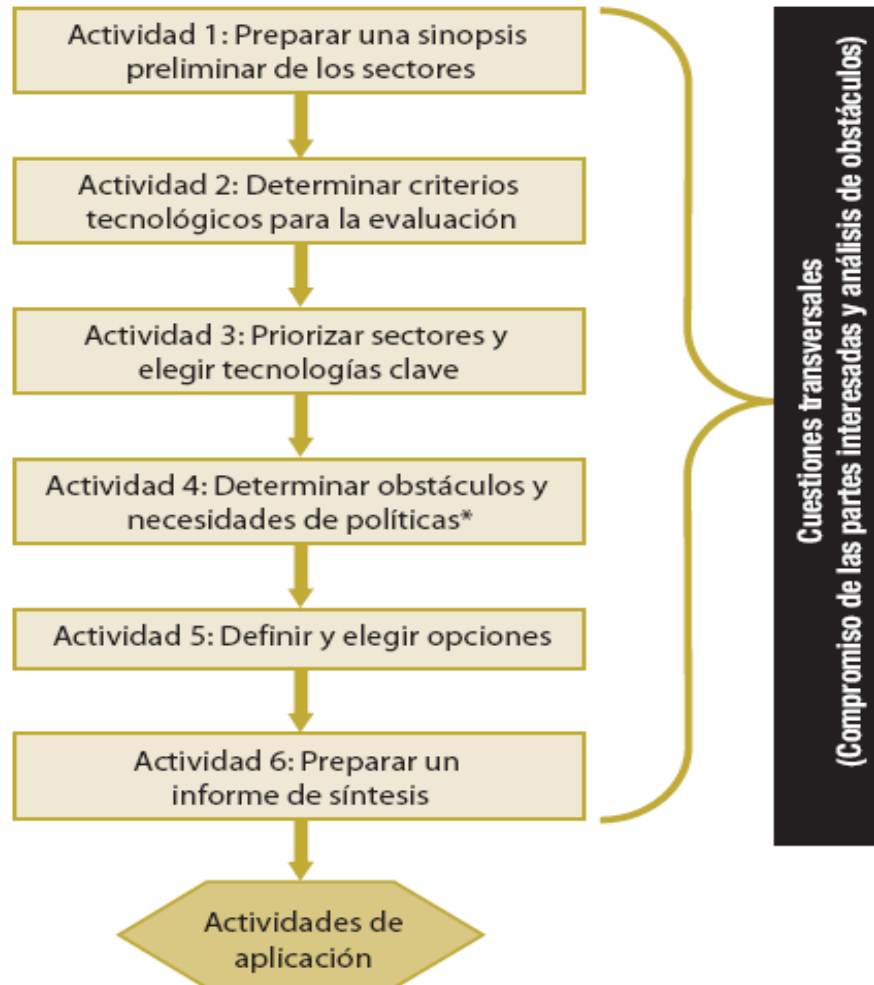 Actividad 1: Preparar una sinopsis
preliminar de los sectores
Actividad 2: Determinar criterios
tecnológicos para la evaluación
Actividad 3: Priorizar sectores y
elegir tecnologías clave
Actividad 4: Determinar obstáculos y
necesidades de políticas*
Actividad 5: Definir y elegir opciones
Actividad 6: Preparar un
informe de síntesis
Actividades de
aplicación
Cuestiones transversales
(Compromiso de las partes interesadas y análisis de obstáculos)